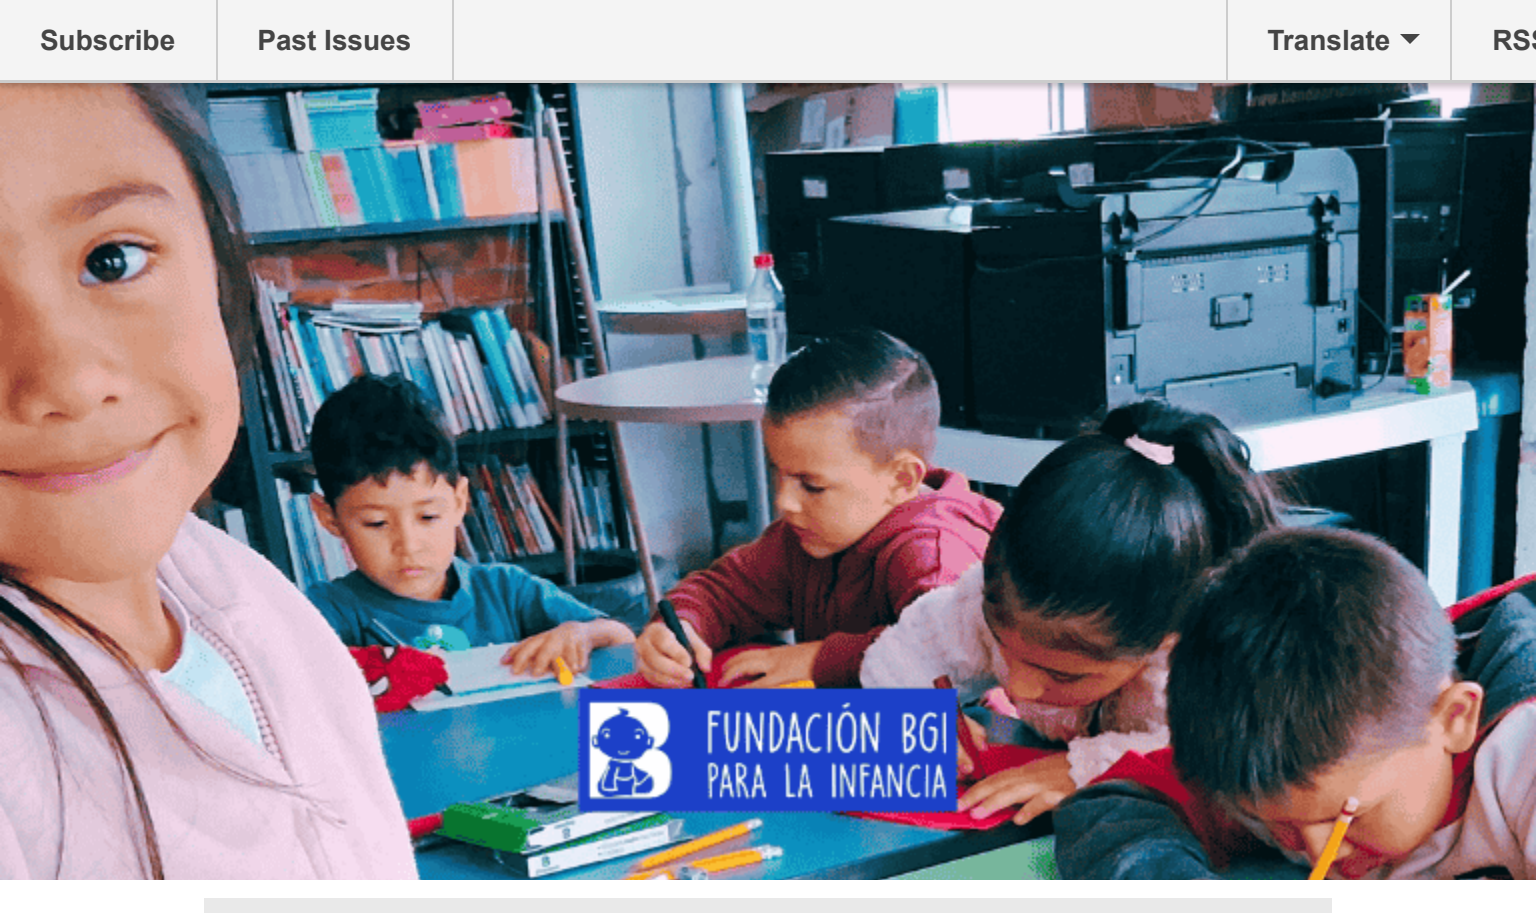 Subscribe
Past Issues
Translate
RSS
FUNDACIÓN BGI
PARA LA INFANCIA